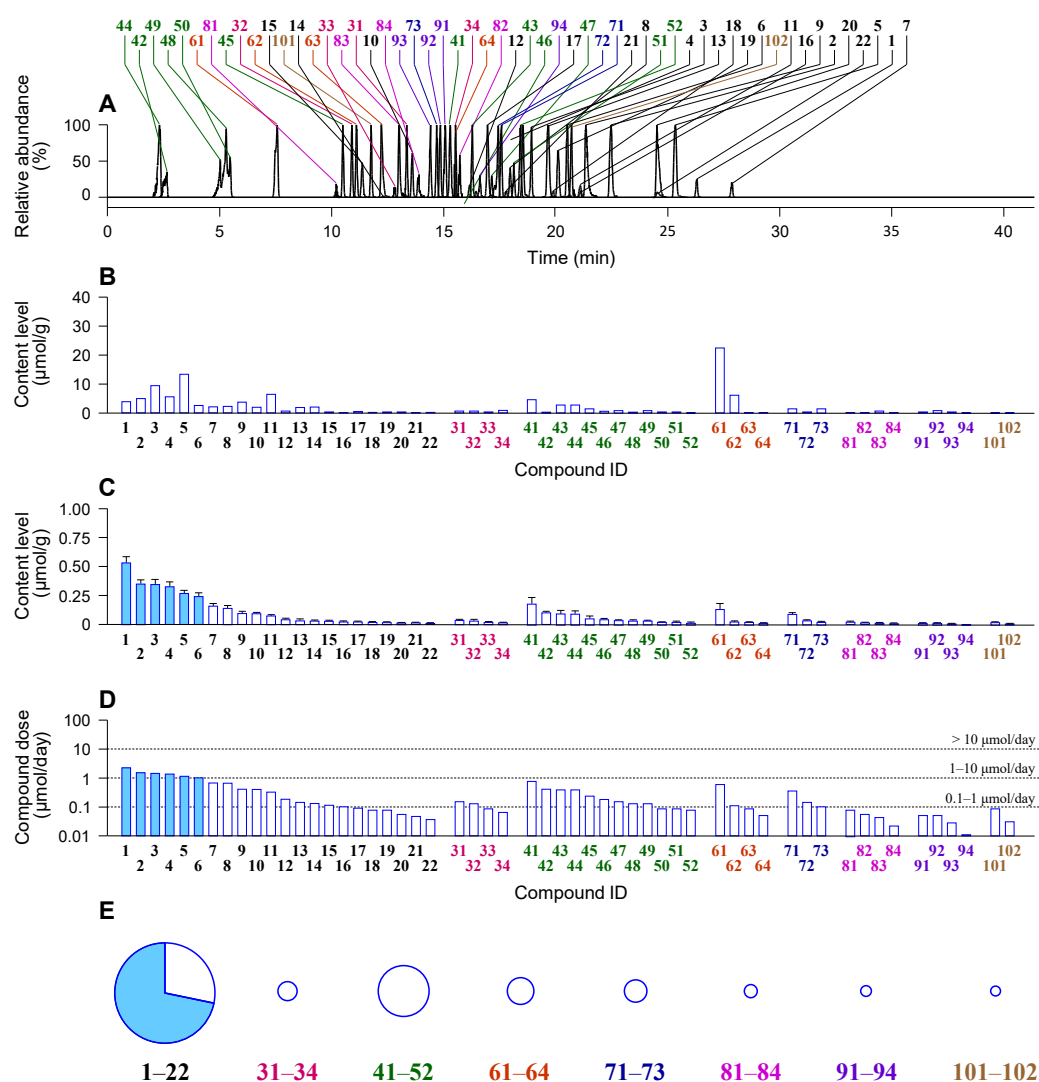 44 49 50 81 32 15 14 33 31 84 73 91 34 82 43 94 47 71 8 52 3 18 6 11 9 20 5 7
42 48 61 45 62 101 63 83 10 93 92 41 64 12 46 17 72 21 51 4 13 19 102 16 2 22 1
A
Relative abundance
(%)
100
50
0
0 5 10 15 20 25 30 35 40
Time (min)
B
Content level
(µmol/g)
40
30
20
10
0
1 3 5 7 9 11 13 15 17 19 21 31 33 41 43 45 47 49 51 61 63 71 73 82 84 92 94 102
2 4 6 8 10 12 14 16 18 20 22 32 34 42 44 46 48 50 52 62 64 72 81 83 91 93 101
Compound ID
C
Content level
(µmol/g)
1.00
0.75
0.50
0.25
0
1 3 5 7 9 11 13 15 17 19 21 31 33 41 43 45 47 49 51 61 63 71 73 82 84 92 94 102
2 4 6 8 10 12 14 16 18 20 22 32 34 42 44 46 48 50 52 62 64 72 81 83 91 93 101
D
Compound dose
(µmol/day)
100
10
1
0.1
0.01
> 10 µmol/day
1–10 µmol/day
0.1–1 µmol/day
1 3 5 7 9 11 13 15 17 19 21 31 33 41 43 45 47 49 51 61 63 71 73 82 84 92 94 102
2 4 6 8 10 12 14 16 18 20 22 32 34 42 44 46 48 50 52 62 64 72 81 83 91 93 101
Compound ID
E
1–22 31–34 41–52 61–64 71–73 81–84 91–94 101–102